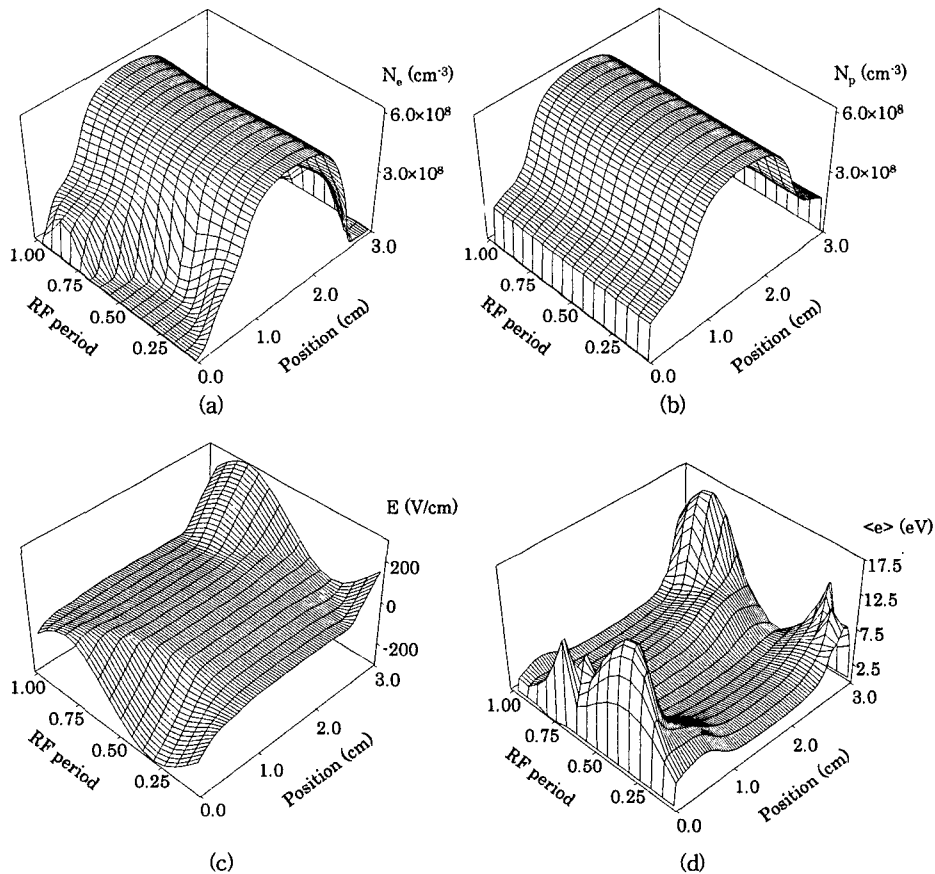 Nₑ (cm⁻³)
6.0×10⁸
3.0×10⁸
3.0
2.0
1.0
0.0
Position (cm)
1.00
0.75
0.50
0.25
RF period
(a)
Nₚ (cm⁻³)
6.0×10⁸
3.0×10⁸
3.0
2.0
1.0
0.0
Position (cm)
1.00
0.75
0.50
0.25
RF period
(b)
E (V/cm)
200
0
-200
3.0
2.0
1.0
0.0
Position (cm)
1.00
0.75
0.50
0.25
RF period
(c)
<e> (eV)
17.5
12.5
7.5
2.5
3.0
2.0
1.0
0.0
Position (cm)
1.00
0.75
0.50
0.25
RF period
(d)